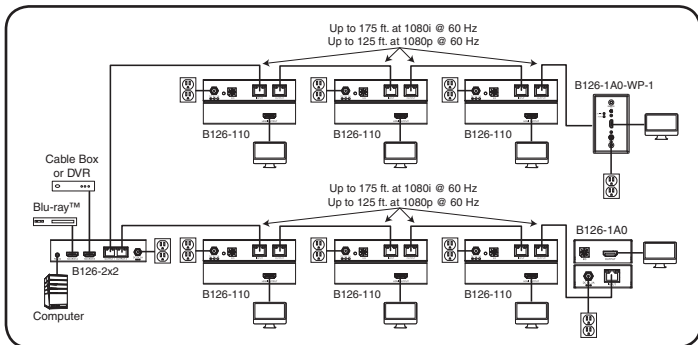 Up to 175 ft. at 1080i @ 60 Hz
Up to 125 ft. at 1080p @ 60 Hz
B126-1A0-WP-1
B126-110
B126-110
B126-110
Cable Box
or DVR
Blu-ray™
Up to 175 ft. at 1080i @ 60 Hz
Up to 125 ft. at 1080p @ 60 Hz
B126-1A0
B126-2x2
B126-110
B126-110
B126-110
Computer